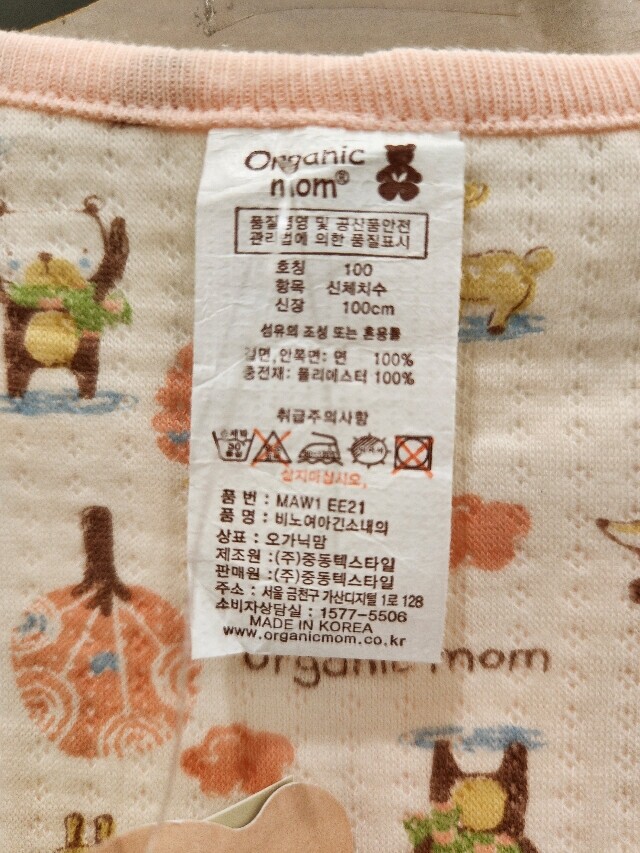 Organic
mom®
품질경영 및 공산품안전
관리법에 의한 품질표시
호칭 100
항목 신체치수
신장 100cm
섬유의 조성 또는 혼용률
겉면,안쪽면: 면 100%
충전재: 폴리에스터 100%
취급주의사항
삶지마십시오.
품 번 : MAW1 EE21
품 명 : 비노여아긴소내의
상표 : 오가닉맘
제조원 :(주)중동텍스타일
판매원 :(주)중동텍스타일
주소 : 서울 금천구 가산디지털 1로 128
소비자상담실 : 1577-5506
MADE IN KOREA
www.organicmom.co.kr
organic mom